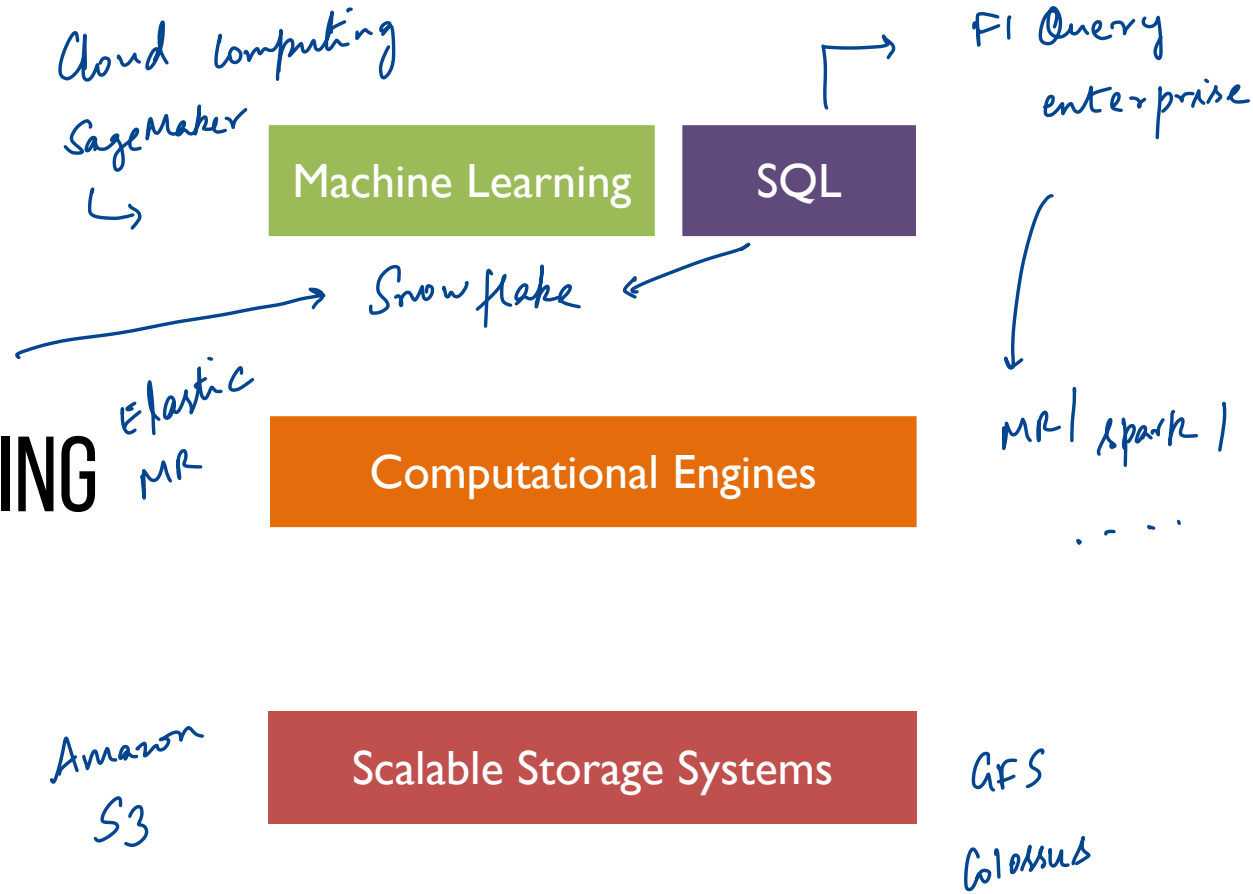 Cloud computing
F1 Query
enterprise
SageMaker
Machine Learning
SQL
Snowflake
Elastic
MR
ING
Computational Engines
MR | spark |
. - - .
Amazon
S3
Scalable Storage Systems
GFS
Colossus